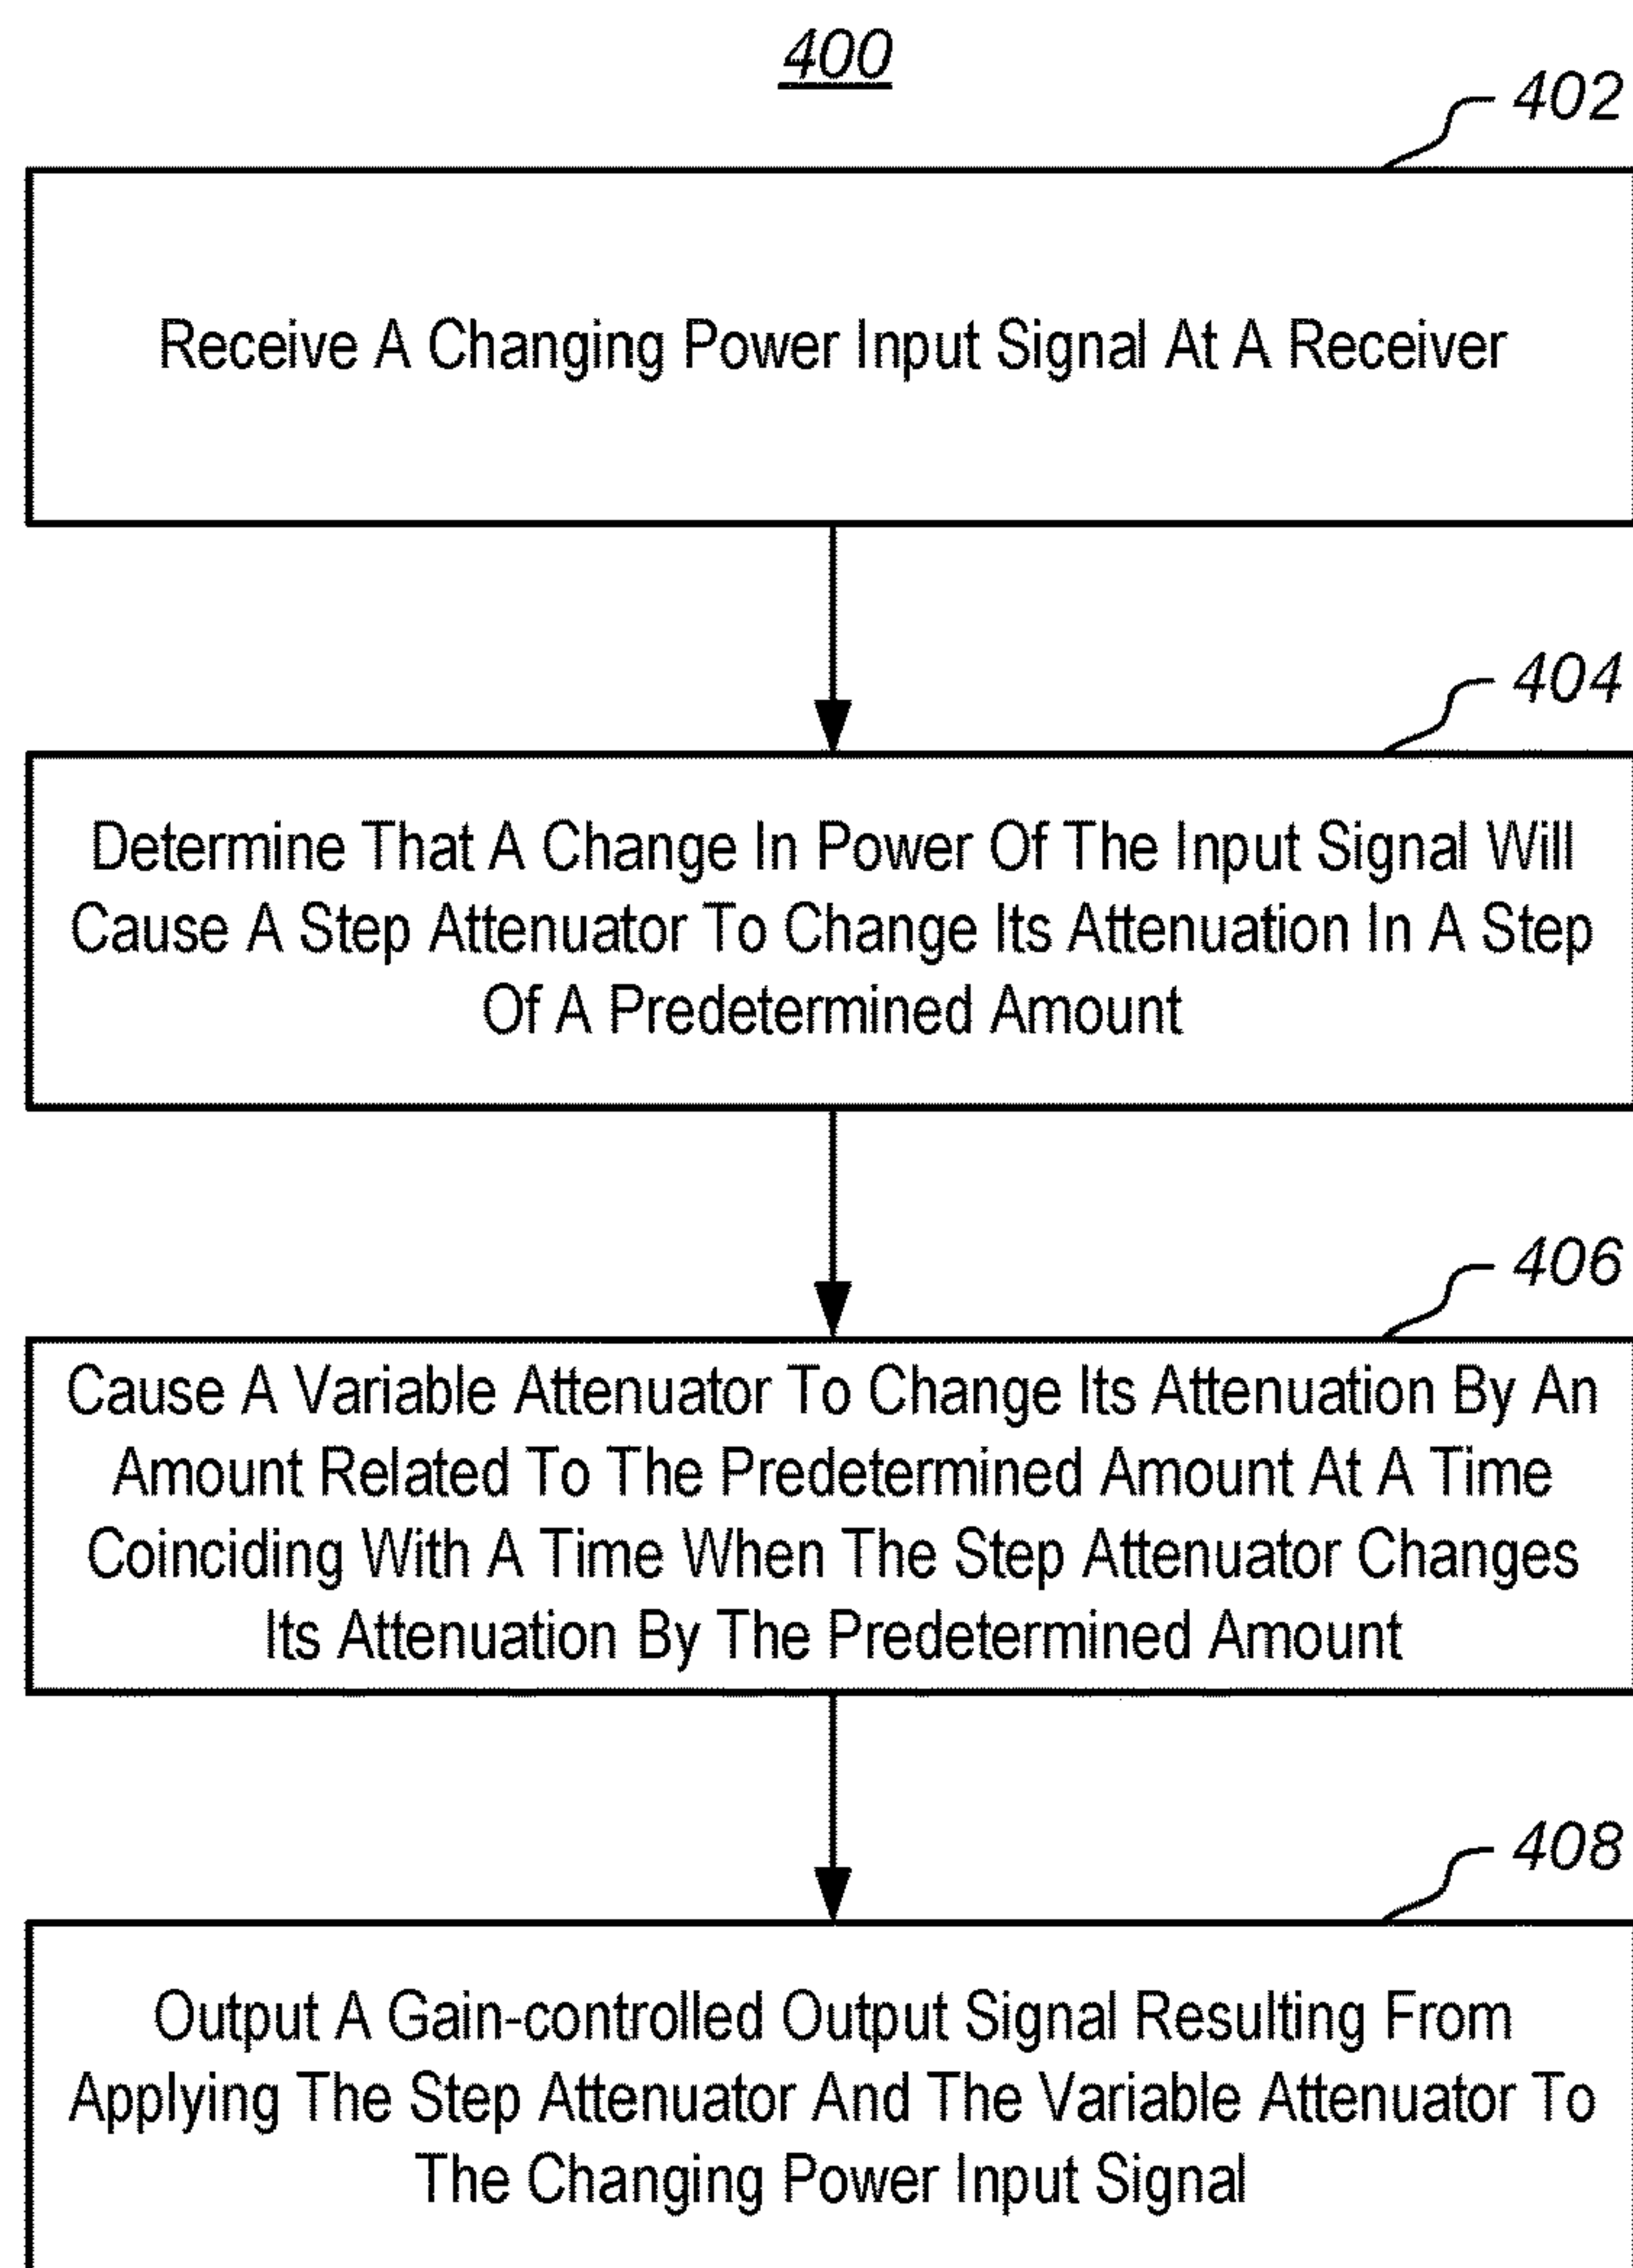 400
402
Receive A Changing Power Input Signal At A Receiver
404
Determine That A Change In Power Of The Input Signal Will
Cause A Step Attenuator To Change Its Attenuation In A Step
Of A Predetermined Amount
406
Cause A Variable Attenuator To Change Its Attenuation By An
Amount Related To The Predetermined Amount At A Time
Coinciding With A Time When The Step Attenuator Changes
Its Attenuation By The Predetermined Amount
408
Output A Gain-controlled Output Signal Resulting From
Applying The Step Attenuator And The Variable Attenuator To
The Changing Power Input Signal